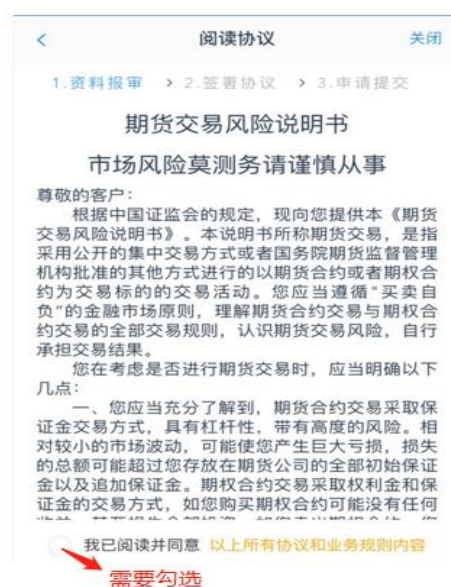 阅读协议
关闭
1.资料报审 > 2.签署协议 > 3.申请提交
期货交易风险说明书
市场风险莫测务请谨慎从事
尊敬的客户:
根据中国证监会的规定，现向您提供本《期货
交易风险说明书》。本说明书所称期货交易，是指
采用公开的集中交易方式或者国务院期货监督管理
机构批准的其他方式进行的以期货合约或者期权合
约为交易标的的交易活动。您应当遵循“买卖自
负”的金融市场原则，理解期货合约交易与期权合
约交易的全部交易规则，认识期货交易风险，自行
承担交易结果。
您在考虑是否进行期货交易时，应当明确以下
几点:
一、您应当充分了解到，期货合约交易采取保
证金交易方式，具有杠杆性，带有高度的风险。相
对较小的市场波动，可能使您产生巨大亏损，损失
的总额可能超过您存放在期货公司的全部初始保证
金以及追加保证金。期权合约交易采取权利金和保
证金的交易方式，如您购买期权合约可能没有任何
我已阅读并同意 以上所有协议和业务规则内容
需要勾选